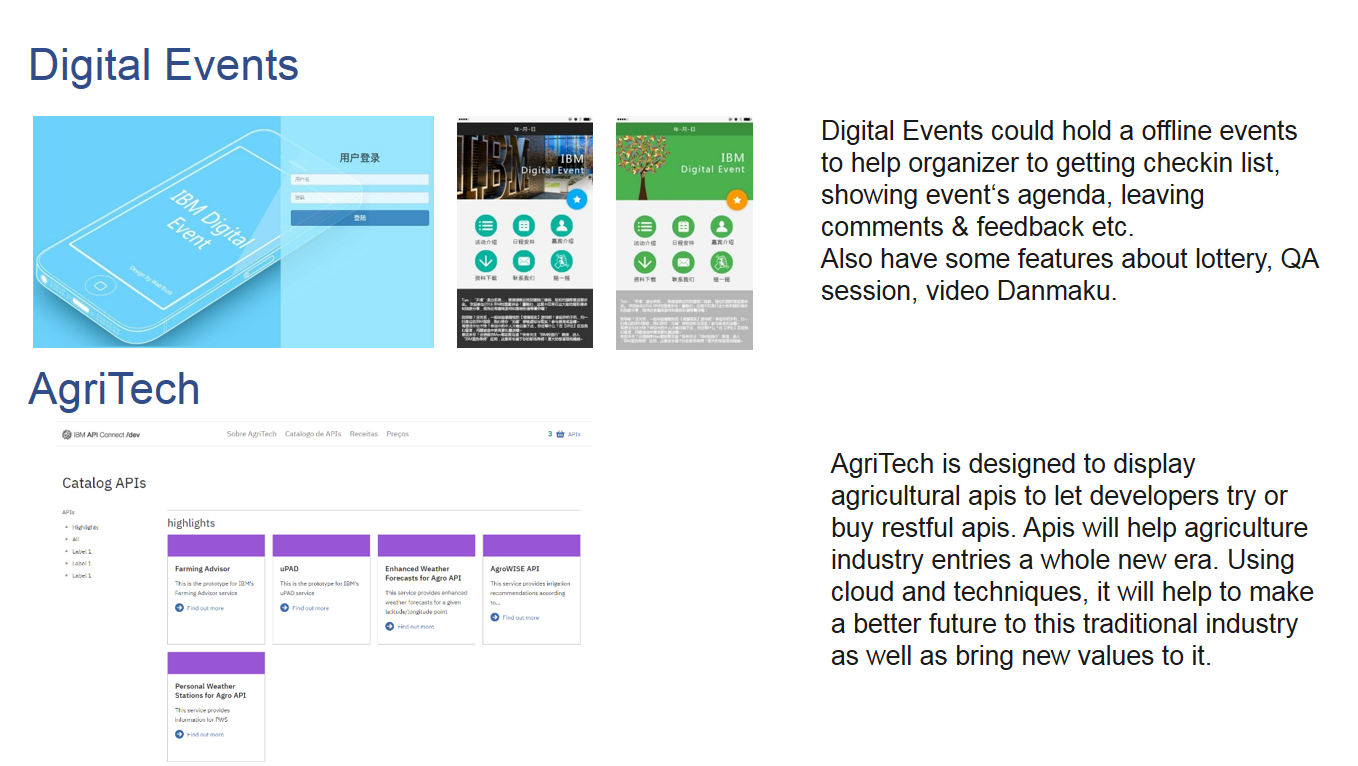 Digital Events
用户登录
用户名
密码
登陆
IBM Digital
Event
年-月-日
IBM
Digital Event
活动介绍 日程安排 嘉宾介绍
资料下载 联系我们 摇一摇
年-月-日
IBM
Digital Event
活动介绍 日程安排 嘉宾介绍
资料下载 联系我们 摇一摇
Digital Events could hold a offline events
to help organizer to getting checkin list,
showing event‘s agenda, leaving
comments & feedback etc.
Also have some features about lottery, QA
session, video Danmaku.
AgriTech
IBM API Connect /dev
Sobre AgriTech Catalogo de APIs Receitas Preços
3 APIs
Catalog APIs
APIs
Highlights
All
Label 1
Label 1
Label 1
highlights
Farming Advisor
This is the prototype for IBM's
Farming Advisor service
Find out more
uPAD
This is the prototype for IBM's
uPAD service
Find out more
Enhanced Weather
Forecasts for Agro API
This service provides enhanced
weather forecasts for a given
latitude/longitude point
Find out more
AgroWISE API
This service provides irrigation
recommendations according
to...
Find out more
Personal Weather
Stations for Agro API
This service provides
information for PWS
Find out more
AgriTech is designed to display
agricultural apis to let developers try or
buy restful apis. Apis will help agriculture
industry entries a whole new era. Using
cloud and techniques, it will help to make
a better future to this traditional industry
as well as bring new values to it.